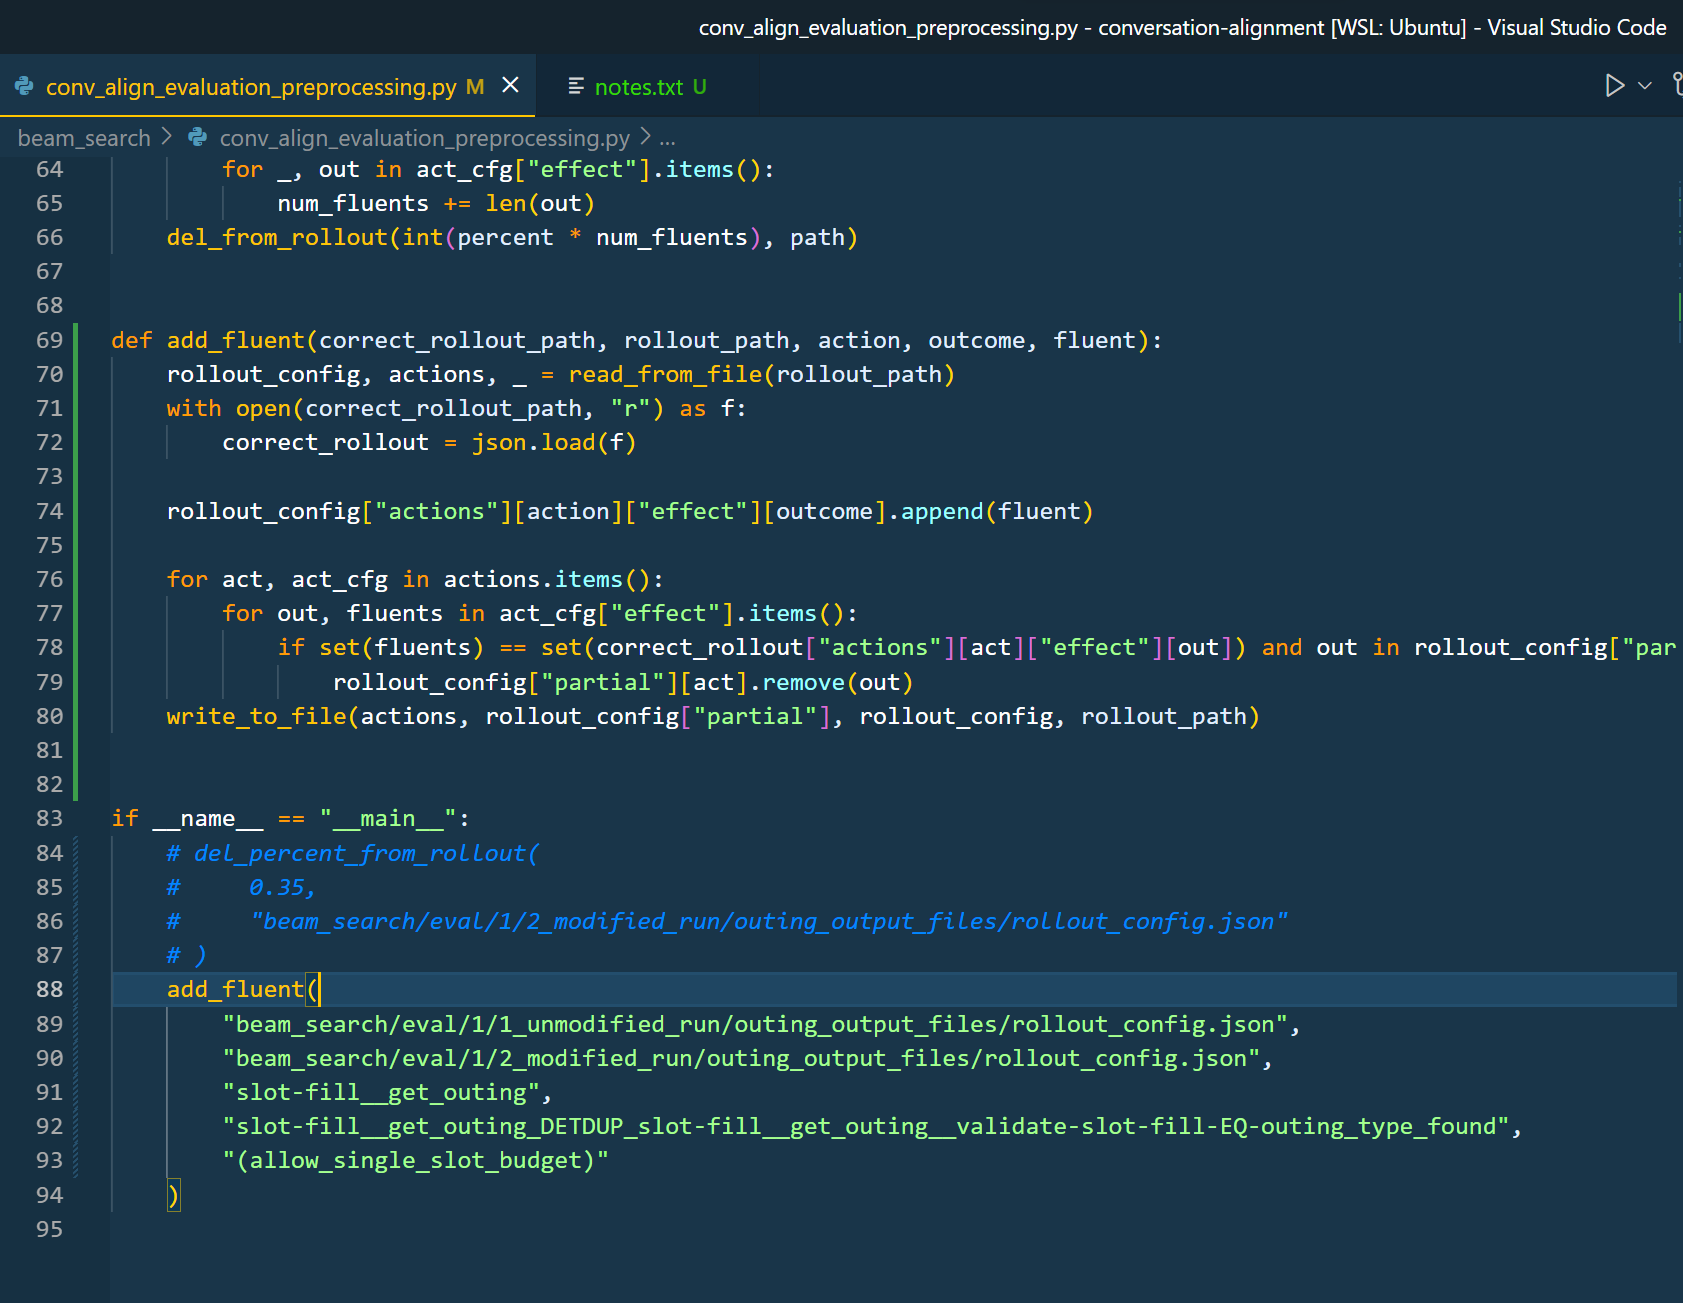 conv_align_evaluation_preprocessing.py - conversation-alignment [WSL: Ubuntu] - Visual Studio Code
conv_align_evaluation_preprocessing.py M
notes.txt U
beam_search > conv_align_evaluation_preprocessing.py > ...
64         for _, out in act_cfg["effect"].items():
65             num_fluents += len(out)
66     del_from_rollout(int(percent * num_fluents), path)
67
68
69 def add_fluent(correct_rollout_path, rollout_path, action, outcome, fluent):
70     rollout_config, actions, _ = read_from_file(rollout_path)
71     with open(correct_rollout_path, "r") as f:
72         correct_rollout = json.load(f)
73
74     rollout_config["actions"][action]["effect"][outcome].append(fluent)
75
76     for act, act_cfg in actions.items():
77         for out, fluents in act_cfg["effect"].items():
78             if set(fluents) == set(correct_rollout["actions"][act]["effect"][out]) and out in rollout_config["par
79                 rollout_config["partial"][act].remove(out)
80     write_to_file(actions, rollout_config["partial"], rollout_config, rollout_path)
81
82
83 if __name__ == "__main__":
84     # del_percent_from_rollout(
85     #     0.35,
86     #     "beam_search/eval/1/2_modified_run/outing_output_files/rollout_config.json"
87     # )
88     add_fluent(
89         "beam_search/eval/1/1_unmodified_run/outing_output_files/rollout_config.json",
90         "beam_search/eval/1/2_modified_run/outing_output_files/rollout_config.json",
91         "slot-fill__get_outing",
92         "slot-fill__get_outing_DETDUP_slot-fill__get_outing__validate-slot-fill-EQ-outing_type_found",
93         "(allow_single_slot_budget)"
94     )
95